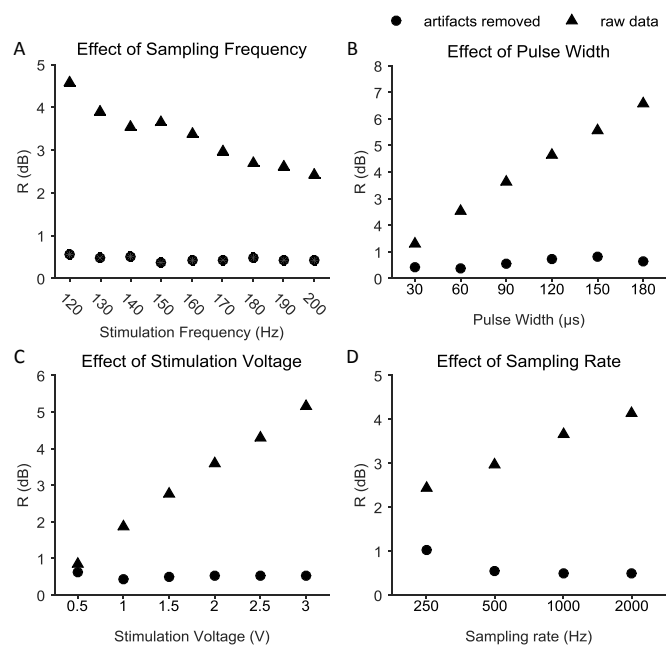 artifacts removed raw data
A Effect of Sampling Frequency
5
4
3
2
1
0
R (dB)
120 130 140 150 160 170 180 190 200
Stimulation Frequency (Hz)
B Effect of Pulse Width
8
7
6
5
4
3
4
1
0
R (dB)
30 60 90 120 150 180
Pulse Width (µs)
C Effect of Stimulation Voltage
6
5
4
3
2
1
0
R (dB)
0.5 1 1.5 2 2.5 3
Stimulation Voltage (V)
D Effect of Sampling Rate
5
4
3
2
1
0
R (dB)
250 500 1000 2000
Sampling rate (Hz)